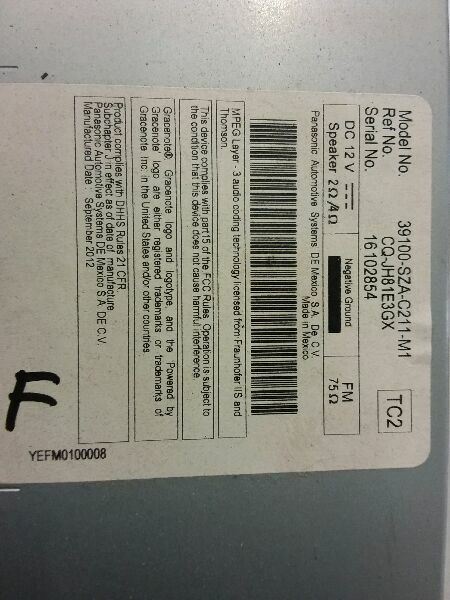 Model No. 39100-SZA-C211-M1
Ref No. CQ-JH81E3GX TC2
Serial No. 16102854
DC 12 V Negative Ground FM
Speaker 2Ω/4Ω 75 Ω
Panasonic Automotive Systems DE Mexico S.A. De. C.V.
Made in Mexico
MPEG Layer - 3 audio coding technology licensed from Fraunhofer IIS and
Thomson.
This device complies with part15 of the FCC Rules. Operation is subject to
the condition that this device does not cause harmful interference.
Gracenote® Gracenote logo and logotype and the Powered by
Gracenote logo are either registered trademarks or trademarks of
Gracenote Inc. in the United States and/or other countries.
Product complies with DHHS Rules 21 CFR
Subchapter J in effect as of date of manufacture.
Panasonic Automotive Systems DE Mexico S.A. DE C.V.
Manufactured Date : September 2012
YEFM0100008
F